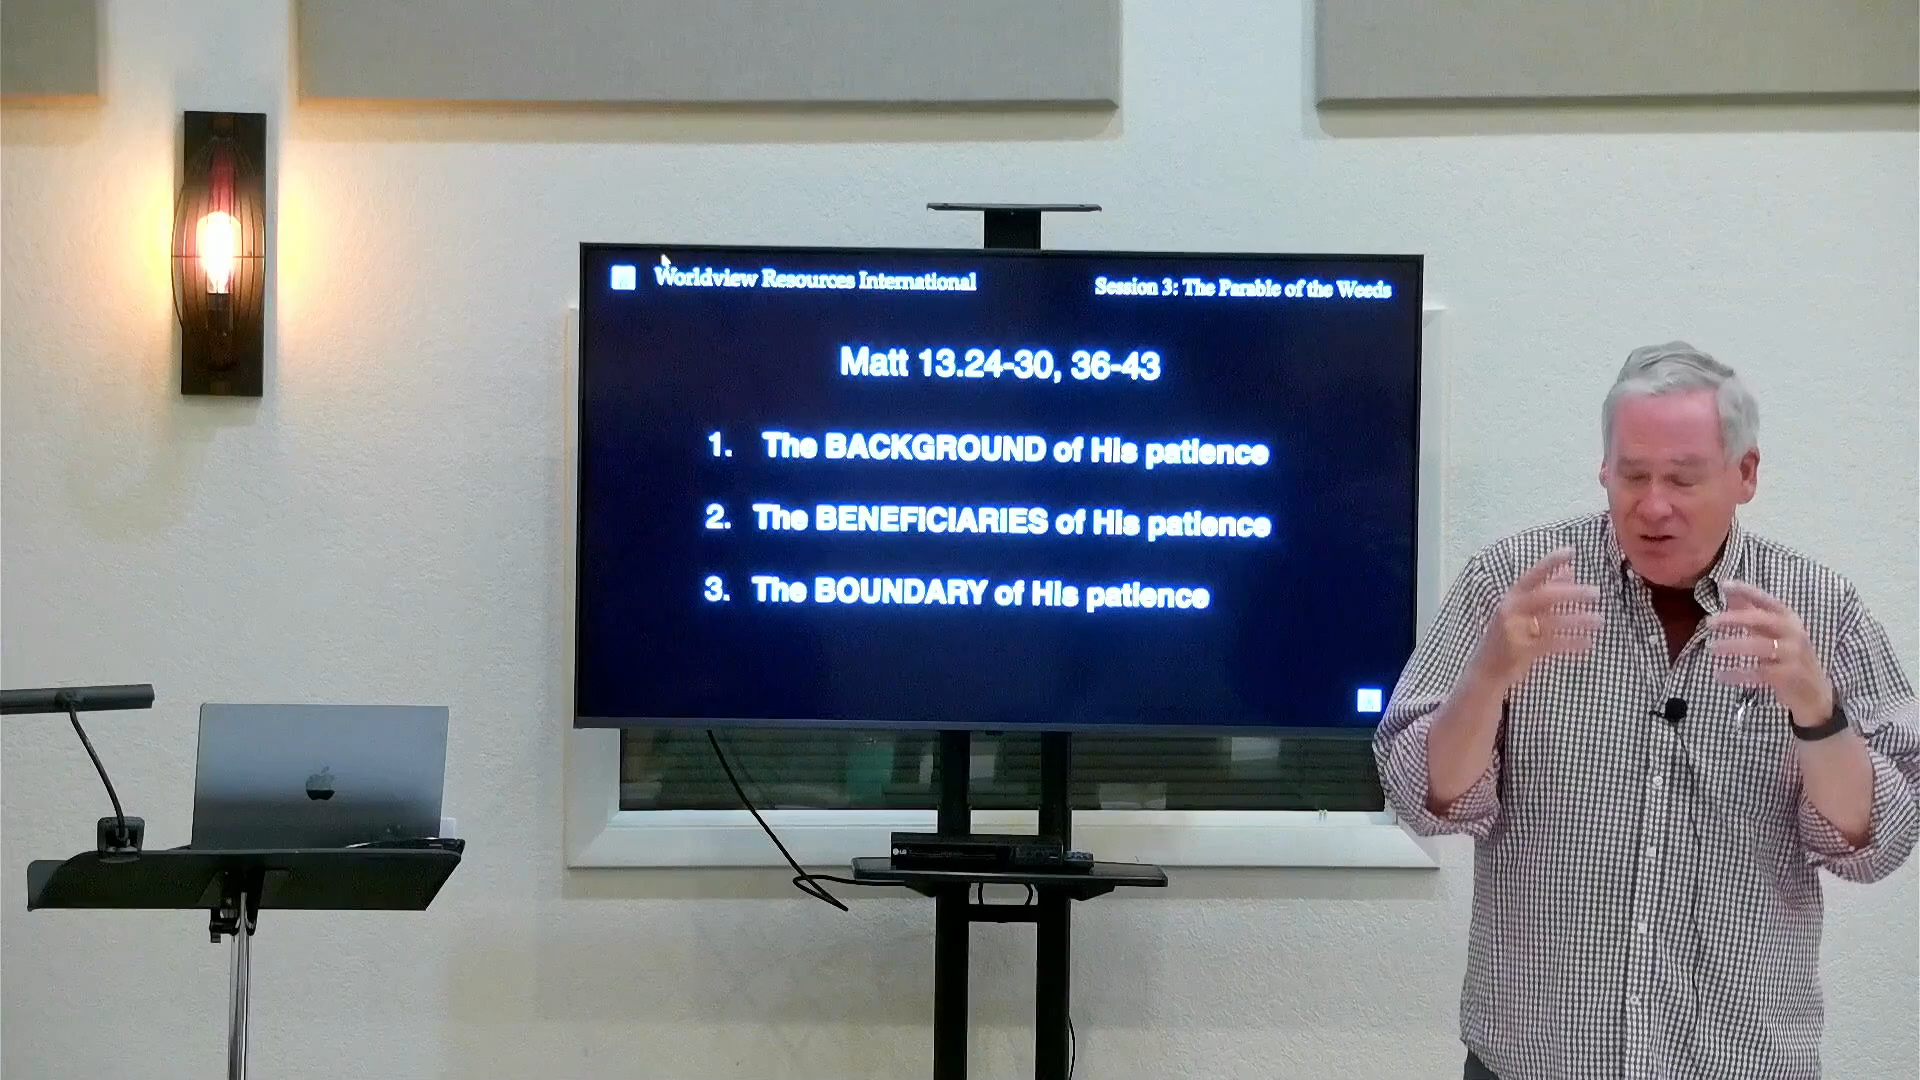 Worldview Resources International
Session 3: The Parable of the Weeds
Matt 13.24-30, 36-43
1. The BACKGROUND of His patience
2. The BENEFICIARIES of His patience
3. The BOUNDARY of His patience
LG